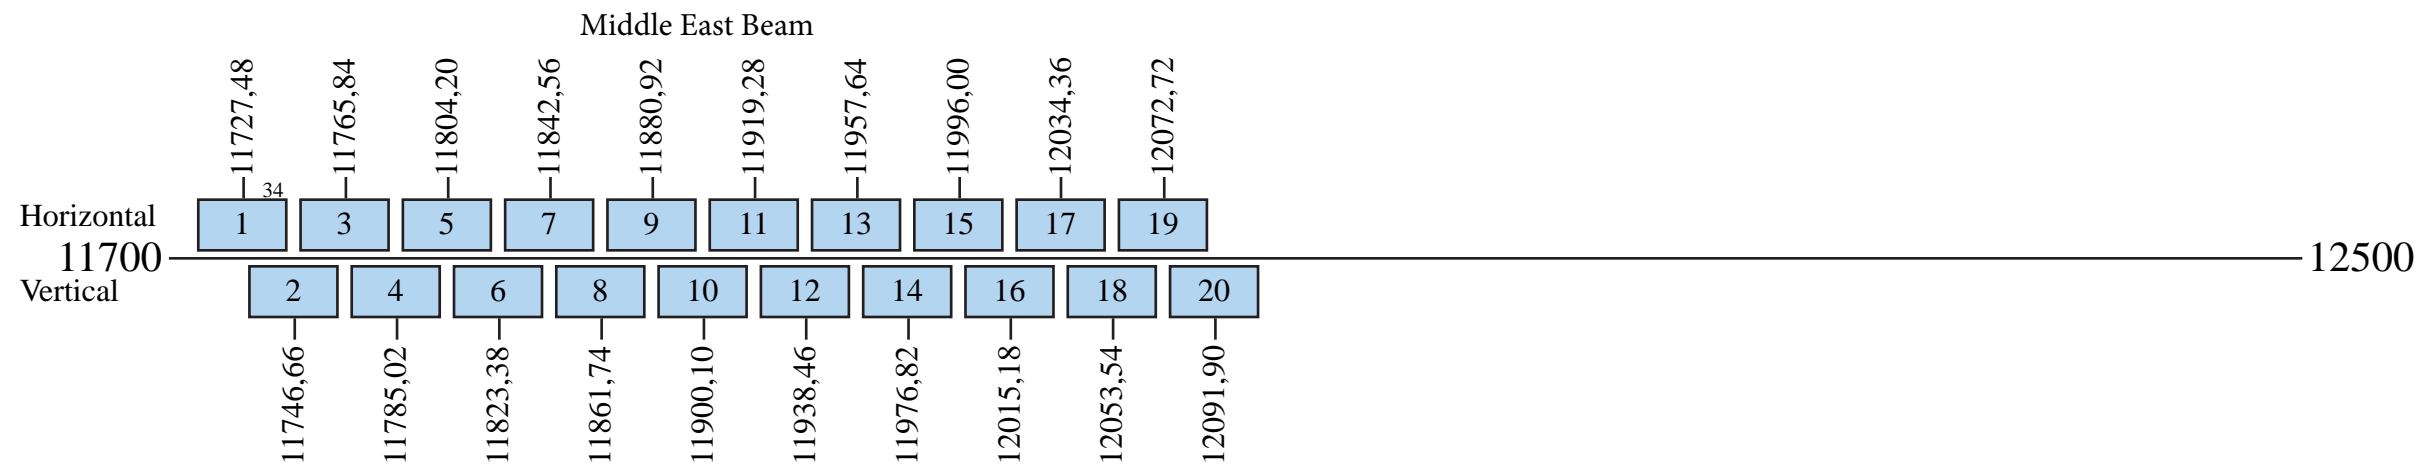 Middle East Beam
11727,48 11765,84 11804,20 11842,56 11880,92 11919,28 11957,64 11996,00 12034,36 12072,72
34
Horizontal 1 3 5 7 9 11 13 15 17 19
11700 12500
Vertical 2 4 6 8 10 12 14 16 18 20
11746,66 11785,02 11823,38 11861,74 11900,10 11938,46 11976,82 12015,18 12053,54 12091,90